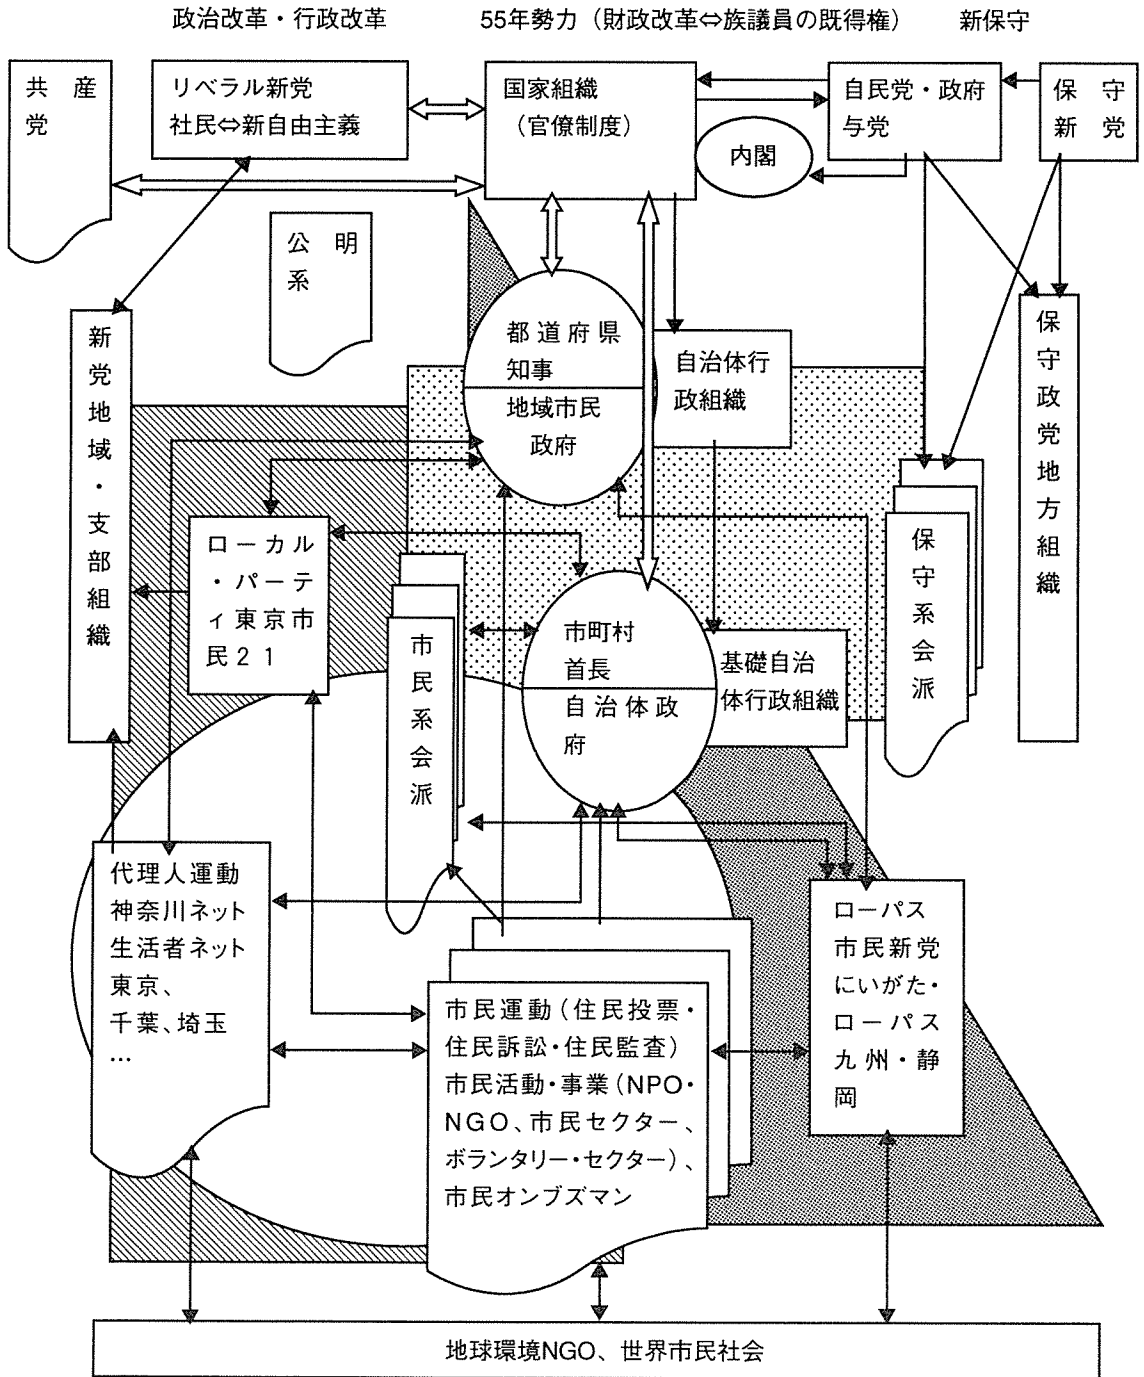 政治改革・行政改革
55年勢力（財政改革⇔族議員の既得権）
新保守
共　産
党
リベラル新党
社民⇔新自由主義
国家組織
（官僚制度）
内閣
自民党・政府
与党
保　守
新　党
公　明
系
新党地域・支部組織
都道府県
知事
地域市民
政府
自治体行
政組織
保守政党地方組織
ローカル
・パーテ
ィ東京市
民２１
市民系会派
市町村
首長
自治体政
府
基礎自治
体行政組織
保守系会派
代理人運動
神奈川ネット
生活者ネット
東京、
千葉、埼玉
…
市民運動（住民投票・
住民訴訟・住民監査）
市民活動・事業（NPO・
NGO、市民セクター、
ボランタリー・セクター）、
市民オンブズマン
ローパス
市民新党
にいがた・
ローパス
九州・静
岡
地球環境NGO、世界市民社会